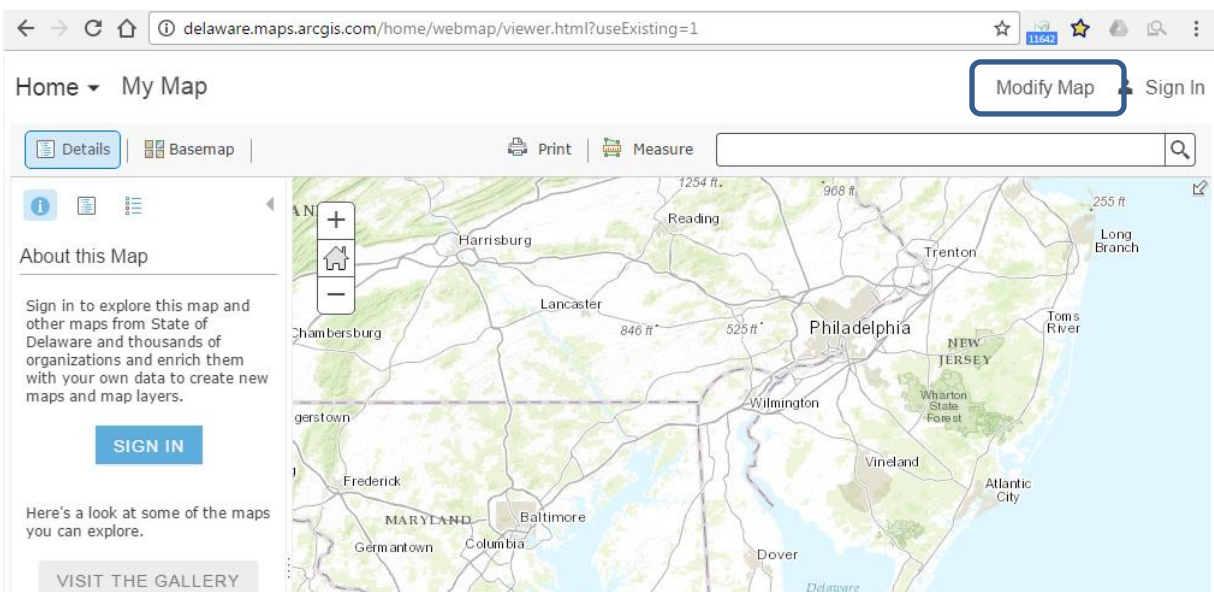 delaware.maps.arcgis.com/home/webmap/viewer.html?useExisting=1
11642
Home My Map Modify Map Sign In
Details Basemap Print Measure
About this Map
Sign in to explore this map and
other maps from State of
Delaware and thousands of
organizations and enrich them
with your own data to create new
maps and map layers.
SIGN IN
Here's a look at some of the maps
you can explore.
VISIT THE GALLERY
1254 ft.
968 ft
255 ft
Reading
Long
Branch
Harrisburg
Trenton
Lancaster
Chambersburg
846 ft
525 ft
Philadelphia
Toms
River
NEW
JERSEY
Wilmington
Wharton
State
Forest
gerstown
Vineland
Frederick
Atlantic
City
MARYLAND
Baltimore
Germantown
Columbia
Dover
Delaware